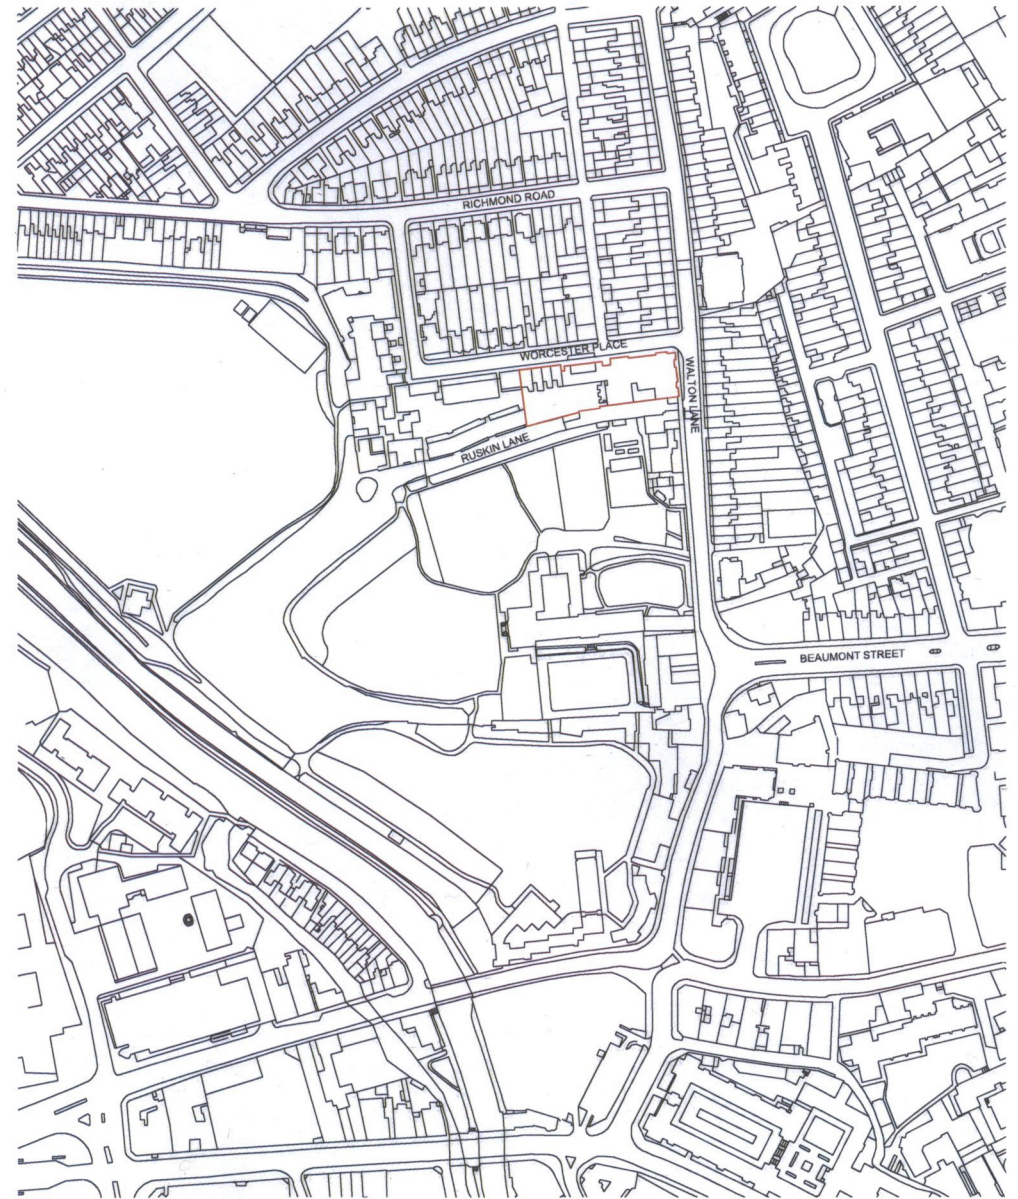 RICHMOND ROAD
WORCESTER PLACE
WALTON LANE
RUSKIN LANE
BEAUMONT STREET